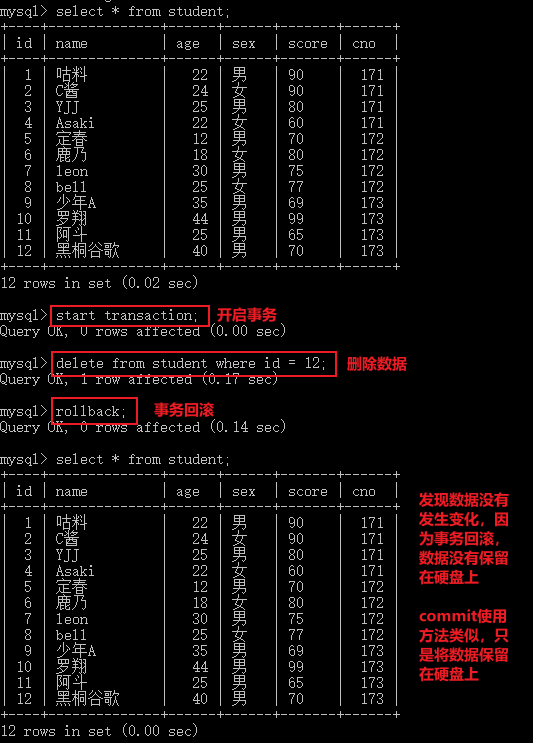 mysql> select * from student;
+----+----------+-----+-----+-------+-----+
| id | name | age | sex | score | cno |
+----+----------+-----+-----+-------+-----+
| 1 | 咕料 | 22 | 男 | 90 | 171 |
| 2 | C酱 | 24 | 女 | 90 | 171 |
| 3 | YJJ | 25 | 男 | 80 | 171 |
| 4 | Asaki | 22 | 女 | 60 | 171 |
| 5 | 定春 | 12 | 男 | 70 | 172 |
| 6 | 鹿乃 | 18 | 女 | 80 | 172 |
| 7 | leon | 30 | 男 | 75 | 172 |
| 8 | bell | 25 | 女 | 77 | 172 |
| 9 | 少年A | 35 | 男 | 69 | 173 |
| 10 | 罗翔 | 44 | 男 | 99 | 173 |
| 11 | 阿斗 | 25 | 男 | 65 | 173 |
| 12 | 黑桐谷歌 | 40 | 男 | 70 | 173 |
+----+----------+-----+-----+-------+-----+
12 rows in set (0.02 sec)
mysql> start transaction; 开启事务
Query OK, 0 rows affected (0.00 sec)
mysql> delete from student where id = 12; 删除数据
Query OK, 1 row affected (0.17 sec)
mysql> rollback; 事务回滚
Query OK, 0 rows affected (0.14 sec)
mysql> select * from student;
+----+----------+-----+-----+-------+-----+
| id | name | age | sex | score | cno |
+----+----------+-----+-----+-------+-----+
| 1 | 咕料 | 22 | 男 | 90 | 171 |
| 2 | C酱 | 24 | 女 | 90 | 171 |
| 3 | YJJ | 25 | 男 | 80 | 171 |
| 4 | Asaki | 22 | 女 | 60 | 171 |
| 5 | 定春 | 12 | 男 | 70 | 172 |
| 6 | 鹿乃 | 18 | 女 | 80 | 172 |
| 7 | leon | 30 | 男 | 75 | 172 |
| 8 | bell | 25 | 女 | 77 | 172 |
| 9 | 少年A | 35 | 男 | 69 | 173 |
| 10 | 罗翔 | 44 | 男 | 99 | 173 |
| 11 | 阿斗 | 25 | 男 | 65 | 173 |
| 12 | 黑桐谷歌 | 40 | 男 | 70 | 173 |
+----+----------+-----+-----+-------+-----+
12 rows in set (0.00 sec)
发现数据没有
发生变化，因
为事务回滚，
数据没有保留
在硬盘上
commit使用
方法类似，只
是将数据保留
在硬盘上